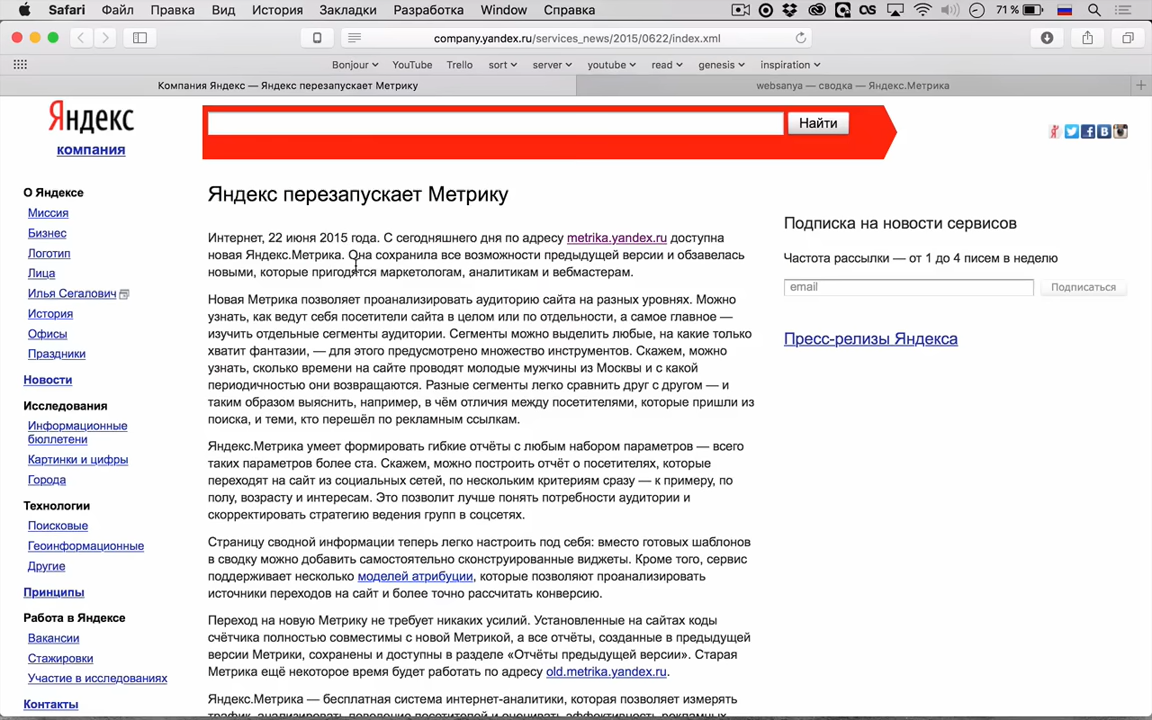 Safari Файл Правка Вид История Закладки Разработка Window Справка 71 %
company.yandex.ru/services_news/2015/0622/index.xml
Bonjour YouTube Trello sort server youtube read genesis inspiration
Компания Яндекс — Яндекс перезапускает Метрику
websanya — сводка — Яндекс.Метрика
Яндекс
компания
Найти
О Яндексе
Миссия
Бизнес
Логотип
Лица
Илья Сегалович
История
Офисы
Праздники
Новости
Исследования
Информационные
бюллетени
Картинки и цифры
Города
Технологии
Поисковые
Геоинформационные
Другие
Принципы
Работа в Яндексе
Вакансии
Стажировки
Участие в исследованиях
Контакты
Яндекс перезапускает Метрику
Интернет, 22 июня 2015 года. С сегодняшнего дня по адресу metrika.yandex.ru доступна
новая Яндекс.Метрика. Она сохранила все возможности предыдущей версии и обзавелась
новыми, которые пригодятся маркетологам, аналитикам и вебмастерам.
Новая Метрика позволяет проанализировать аудиторию сайта на разных уровнях. Можно
узнать, как ведут себя посетители сайта в целом или по отдельности, а самое главное —
изучить отдельные сегменты аудитории. Сегменты можно выделить любые, на какие только
хватит фантазии, — для этого предусмотрено множество инструментов. Скажем, можно
узнать, сколько времени на сайте проводят молодые мужчины из Москвы и с какой
периодичностью они возвращаются. Разные сегменты легко сравнить друг с другом — и
таким образом выяснить, например, в чём отличия между посетителями, которые пришли из
поиска, и теми, кто перешёл по рекламным ссылкам.
Яндекс.Метрика умеет формировать гибкие отчёты с любым набором параметров — всего
таких параметров более ста. Скажем, можно построить отчёт о посетителях, которые
переходят на сайт из социальных сетей, по нескольким критериям сразу — к примеру, по
полу, возрасту и интересам. Это позволит лучше понять потребности аудитории и
скорректировать стратегию ведения групп в соцсетях.
Страницу сводной информации теперь легко настроить под себя: вместо готовых шаблонов
в сводку можно добавить самостоятельно сконструированные виджеты. Кроме того, сервис
поддерживает несколько моделей атрибуции, которые позволяют проанализировать
источники переходов на сайт и более точно рассчитать конверсию.
Переход на новую Метрику не требует никаких усилий. Установленные на сайтах коды
счётчика полностью совместимы с новой Метрикой, а все отчёты, созданные в предыдущей
версии Метрики, сохранены и доступны в разделе «Отчёты предыдущей версии». Старая
Метрика ещё некоторое время будет работать по адресу old.metrika.yandex.ru.
Яндекс.Метрика — бесплатная система интернет-аналитики, которая позволяет измерять
трафик, анализировать поведение посетителей и оценивать эффективность рекламных
Подписка на новости сервисов
Частота рассылки — от 1 до 4 писем в неделю
email Подписаться
Пресс-релизы Яндекса